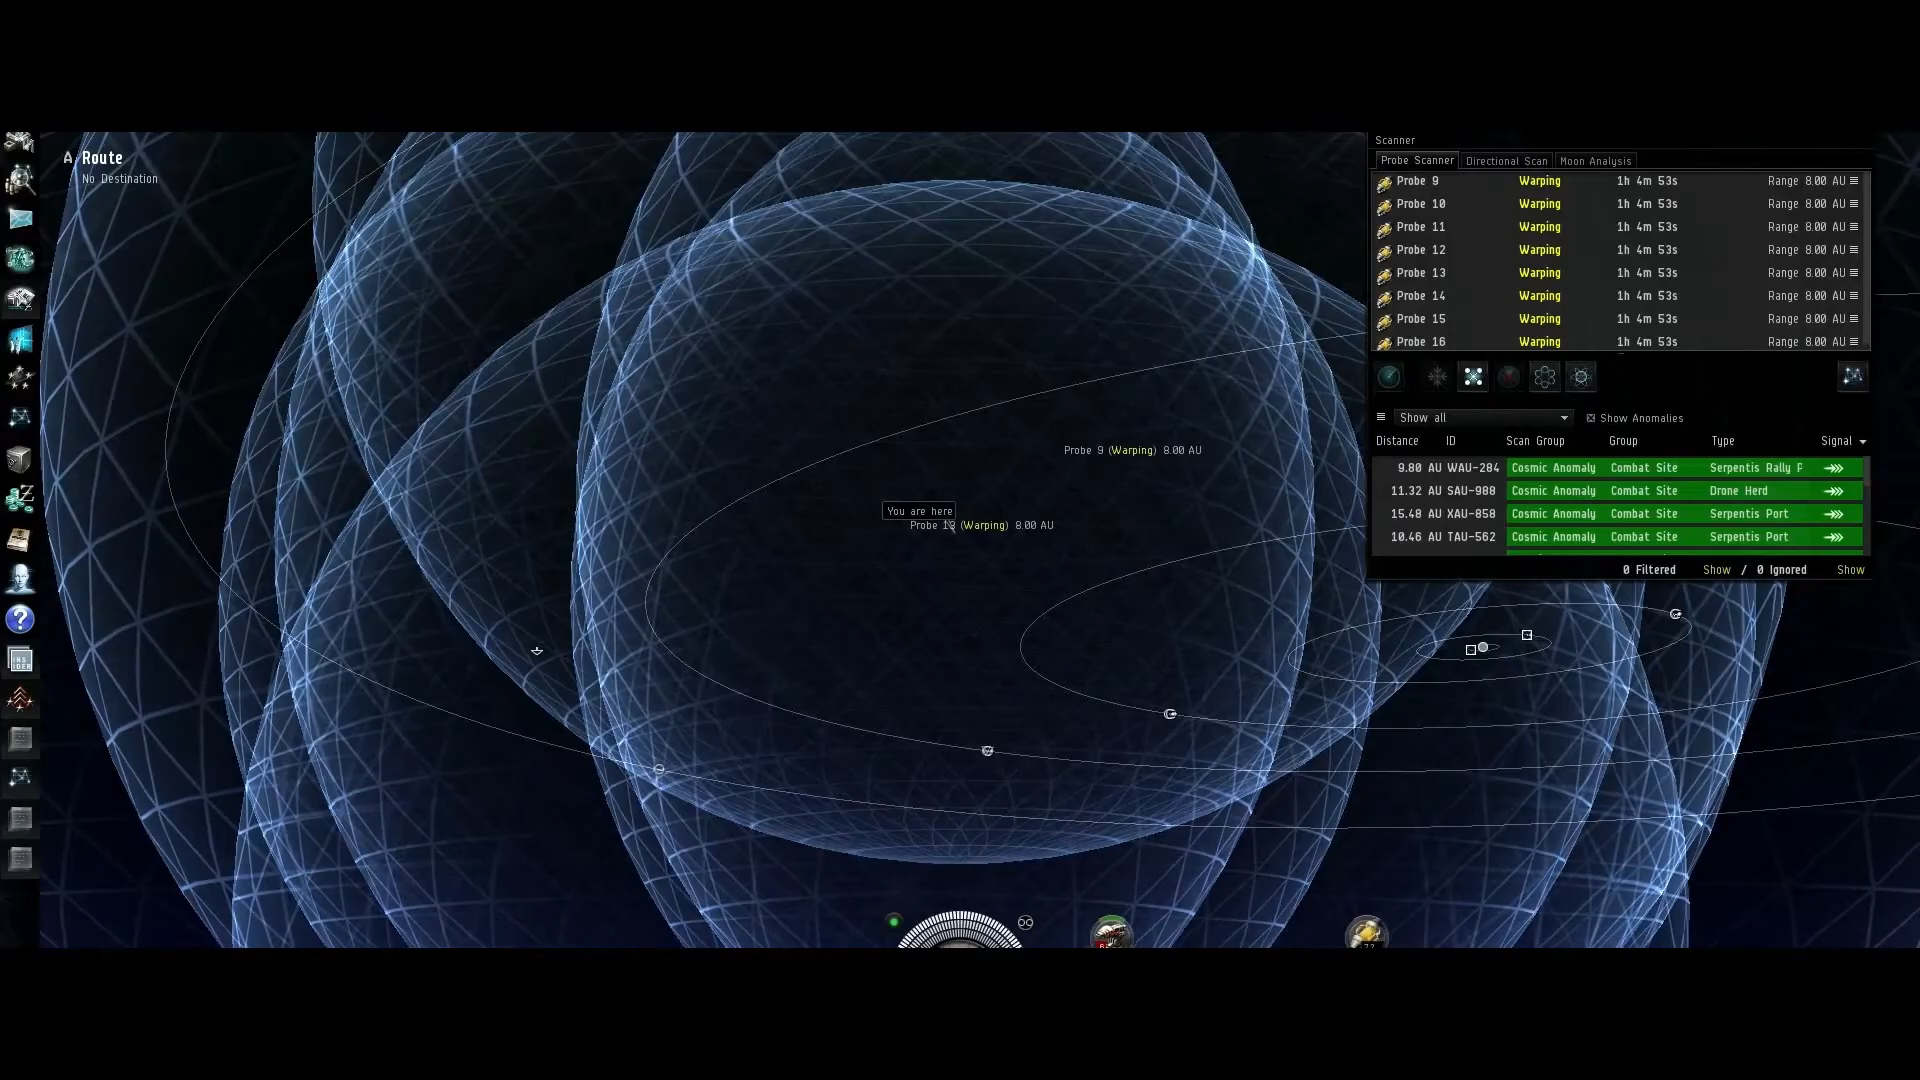 Route
No Destination
Scanner
Probe Scanner Directional Scan Moon Analysis
Probe 9 Warping 1h 4m 53s Range 8.00 AU
Probe 10 Warping 1h 4m 53s Range 8.00 AU
Probe 11 Warping 1h 4m 53s Range 8.00 AU
Probe 12 Warping 1h 4m 53s Range 8.00 AU
Probe 13 Warping 1h 4m 53s Range 8.00 AU
Probe 14 Warping 1h 4m 53s Range 8.00 AU
Probe 15 Warping 1h 4m 53s Range 8.00 AU
Probe 16 Warping 1h 4m 53s Range 8.00 AU
Show all Show Anomalies
Distance ID Scan Group Group Type Signal
9.80 AU WAU-284 Cosmic Anomaly Combat Site Serpentis Rally P
11.32 AU SAU-988 Cosmic Anomaly Combat Site Drone Herd
15.48 AU XAU-858 Cosmic Anomaly Combat Site Serpentis Port
10.46 AU TAU-562 Cosmic Anomaly Combat Site Serpentis Port
0 Filtered Show / 0 Ignored Show
Probe 9 (Warping) 8.00 AU
You are here
Probe 13 (Warping) 8.00 AU
INSIDER